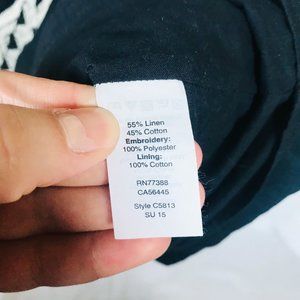 55% Linen
45% Cotton
Embroidery:
100% Polyester
Lining:
100% Cotton
RN77388
CA56445
Style C5813
SU 15